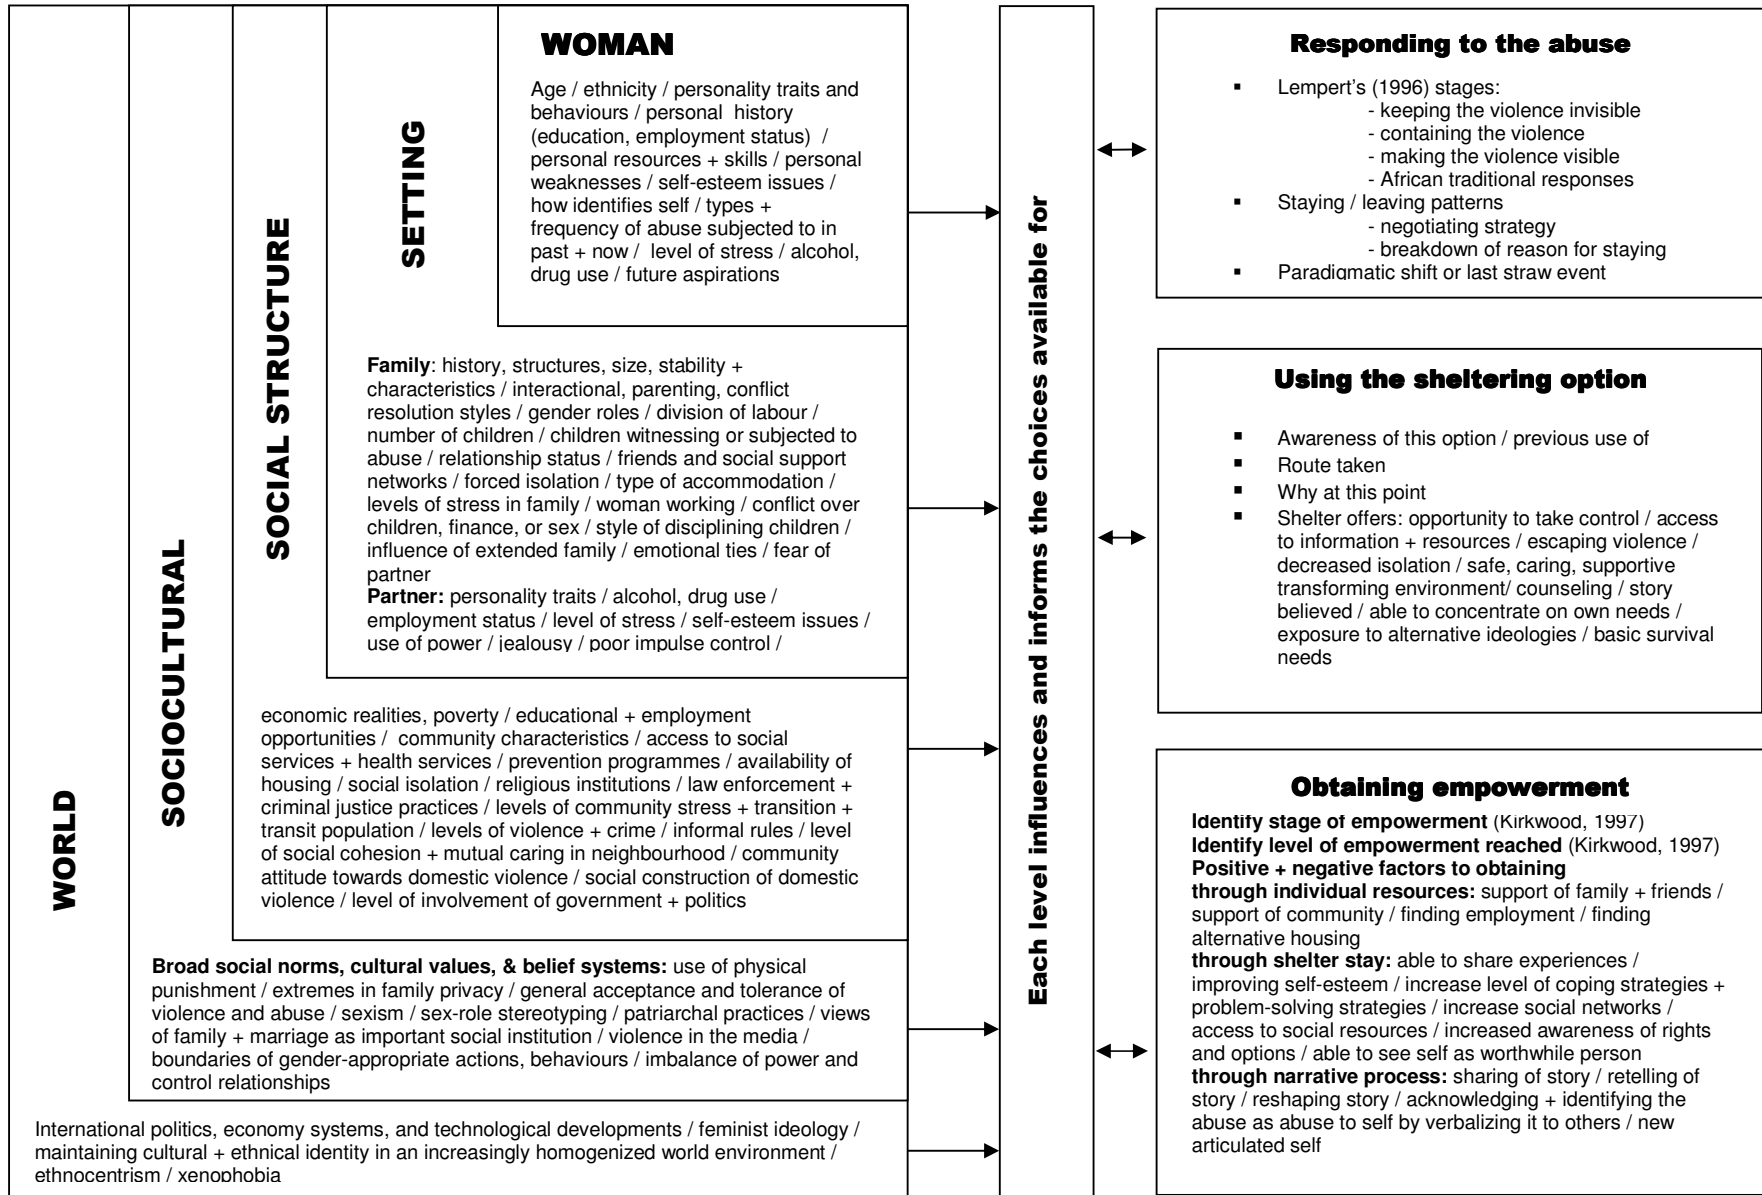 WORLD
SOCIOCULTURAL
SOCIAL STRUCTURE
SETTING
WOMAN
Age / ethnicity / personality traits and
behaviours / personal history
(education, employment status) /
personal resources + skills / personal
weaknesses / self-esteem issues /
how identifies self / types +
frequency of abuse subjected to in
past + now / level of stress / alcohol,
drug use / future aspirations
Family: history, structures, size, stability +
characteristics / interactional, parenting, conflict
resolution styles / gender roles / division of labour /
number of children / children witnessing or subjected to
abuse / relationship status / friends and social support
networks / forced isolation / type of accommodation /
levels of stress in family / woman working / conflict over
children, finance, or sex / style of disciplining children /
influence of extended family / emotional ties / fear of
partner
Partner: personality traits / alcohol, drug use /
employment status / level of stress / self-esteem issues /
use of power / jealousy / poor impulse control /
economic realities, poverty / educational + employment
opportunities / community characteristics / access to social
services + health services / prevention programmes / availability of
housing / social isolation / religious institutions / law enforcement +
criminal justice practices / levels of community stress + transition +
transit population / levels of violence + crime / informal rules / level
of social cohesion + mutual caring in neighbourhood / community
attitude towards domestic violence / social construction of domestic
violence / level of involvement of government + politics
Broad social norms, cultural values, & belief systems: use of physical
punishment / extremes in family privacy / general acceptance and tolerance of
violence and abuse / sexism / sex-role stereotyping / patriarchal practices / views
of family + marriage as important social institution / violence in the media /
boundaries of gender-appropriate actions, behaviours / imbalance of power and
control relationships
International politics, economy systems, and technological developments / feminist ideology /
maintaining cultural + ethnical identity in an increasingly homogenized world environment /
ethnocentrism / xenophobia
Each level influences and informs the choices available for
Responding to the abuse
▪ Lempert's (1996) stages:
- keeping the violence invisible
- containing the violence
- making the violence visible
- African traditional responses
▪ Staying / leaving patterns
- negotiating strategy
- breakdown of reason for staying
▪ Paradigmatic shift or last straw event
Using the sheltering option
▪ Awareness of this option / previous use of
▪ Route taken
▪ Why at this point
▪ Shelter offers: opportunity to take control / access
to information + resources / escaping violence /
decreased isolation / safe, caring, supportive
transforming environment/ counseling / story
believed / able to concentrate on own needs /
exposure to alternative ideologies / basic survival
needs
Obtaining empowerment
Identify stage of empowerment (Kirkwood, 1997)
Identify level of empowerment reached (Kirkwood, 1997)
Positive + negative factors to obtaining
through individual resources: support of family + friends /
support of community / finding employment / finding
alternative housing
through shelter stay: able to share experiences /
improving self-esteem / increase level of coping strategies +
problem-solving strategies / increase social networks /
access to social resources / increased awareness of rights
and options / able to see self as worthwhile person
through narrative process: sharing of story / retelling of
story / reshaping story / acknowledging + identifying the
abuse as abuse to self by verbalizing it to others / new
articulated self